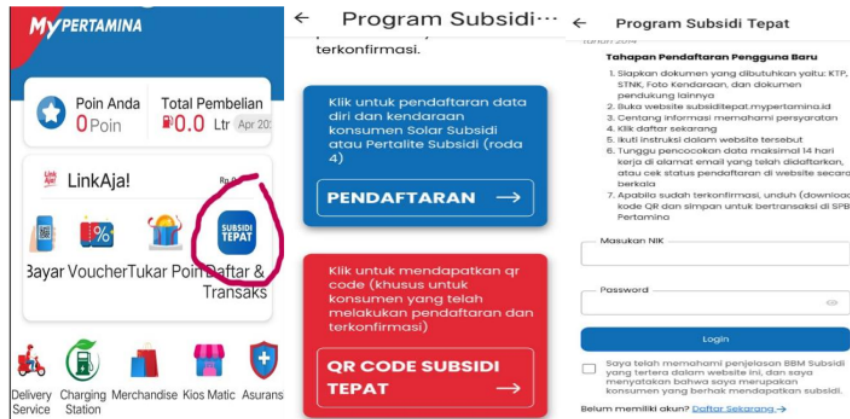 MyPERTAMINA
Poin Anda
0 Poin
Total Pembelian
0.0 Ltr Apr 20
Link Aja!
LinkAja!
%
SUBSIDI
TEPAT
Bayar Voucher Tukar Poin Daftar &
Transaks
Delivery
Service
Charging
Station
Merchandise
Kios Matic
Asurans
← Program Subsidi...
terkonfirmasi.
Klik untuk pendaftaran data
diri dan kendaraan
konsumen Solar Subsidi
atau Pertalite Subsidi (roda
4)
PENDAFTARAN →
Klik untuk mendapatkan qr
code (khusus untuk
konsumen yang telah
melakukan pendaftaran dan
terkonfirmasi)
QR CODE SUBSIDI
TEPAT →
← Program Subsidi Tepat
Tahapan Pendaftaran Pengguna Baru
1. Siapkan dokumen yang dibutuhkan yaitu: KTP,
STNK, Foto Kendaraan, dan dokumen
pendukung lainnya
2. Buka website subsiditepat.mypertamina.id
3. Centang informasi memahami persyaratan
4. Klik daftar sekarang
5. Ikuti instruksi dalam website tersebut
6. Tunggu pencocokan data maksimal 14 hari
kerja di alamat email yang telah didaftarkan,
atau cek status pendaftaran di website secara
berkala
7. Apabila sudah terkonfirmasi, unduh (download
kode QR dan simpan untuk bertransaksi di SPB
Pertamina
Masukan NIK
Password
Login
Saya telah memahami penjelasan BBM Subsidi
yang tertera dalam website ini, dan saya
menyatakan bahwa saya merupakan
konsumen yang berhak mendapatkan subsidi.
Belum memiliki akun? Daftar Sekarang →